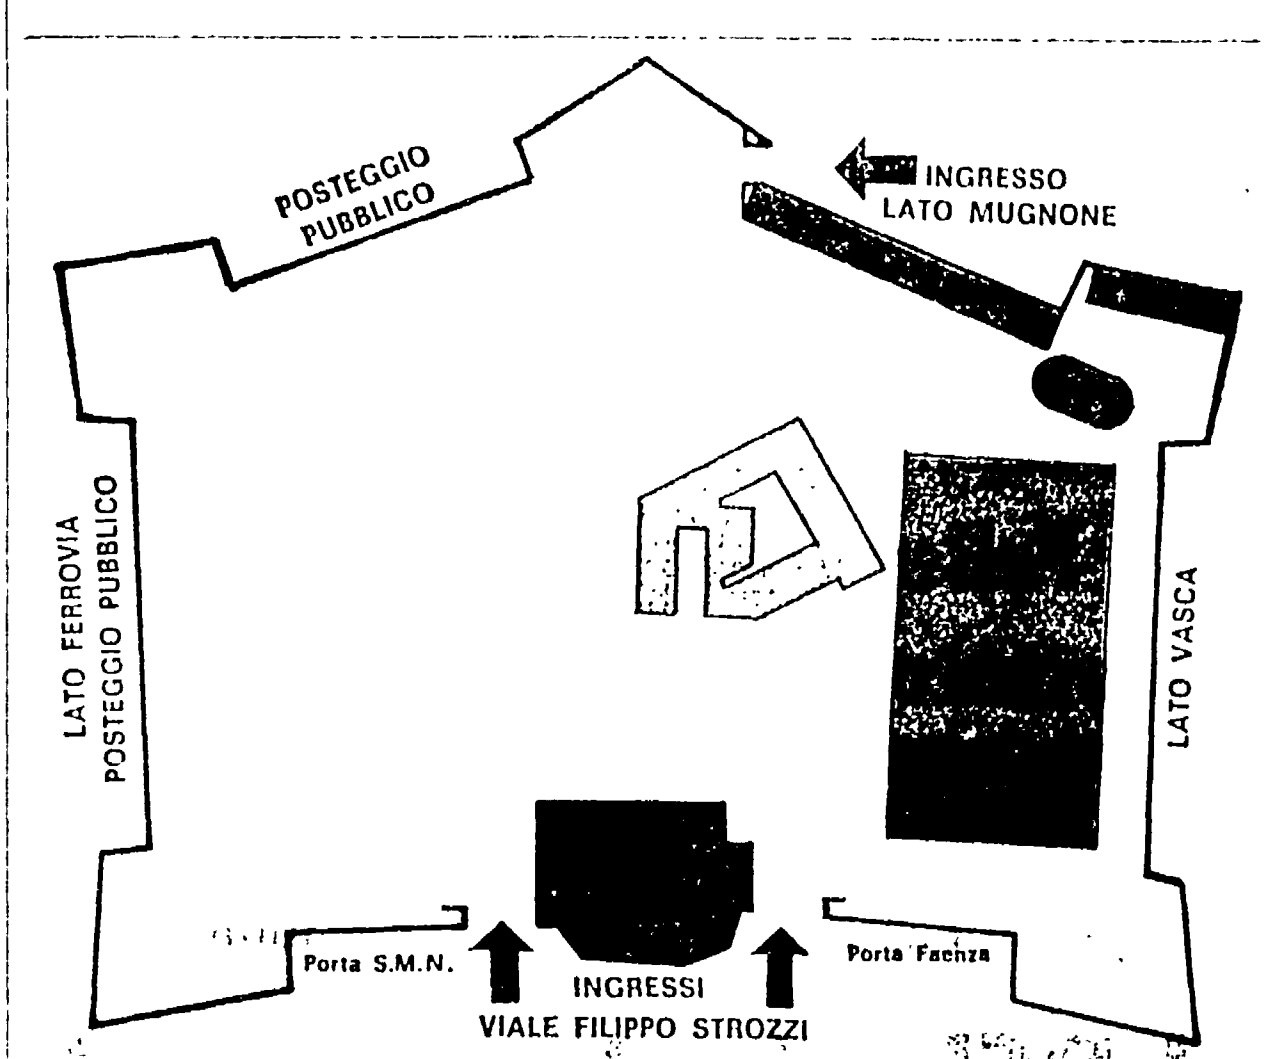 POSTEGGIO
PUBBLICO
INGRESSO
LATO MUGNONE
LATO FERROVIA
POSTEGGIO PUBBLICO
LATO VASCA
Porta S.M.N.
Porta Faenza
INGRESSI
VIALE FILIPPO STROZZI